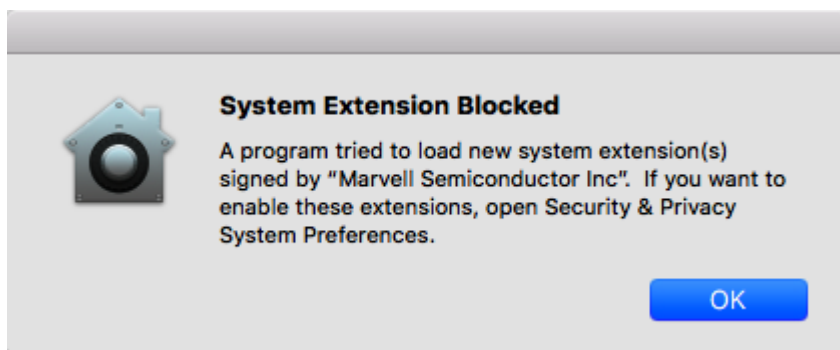 System Extension Blocked
A program tried to load new system extension(s)
signed by “Marvell Semiconductor Inc”.  If you want to
enable these extensions, open Security & Privacy
System Preferences.
OK